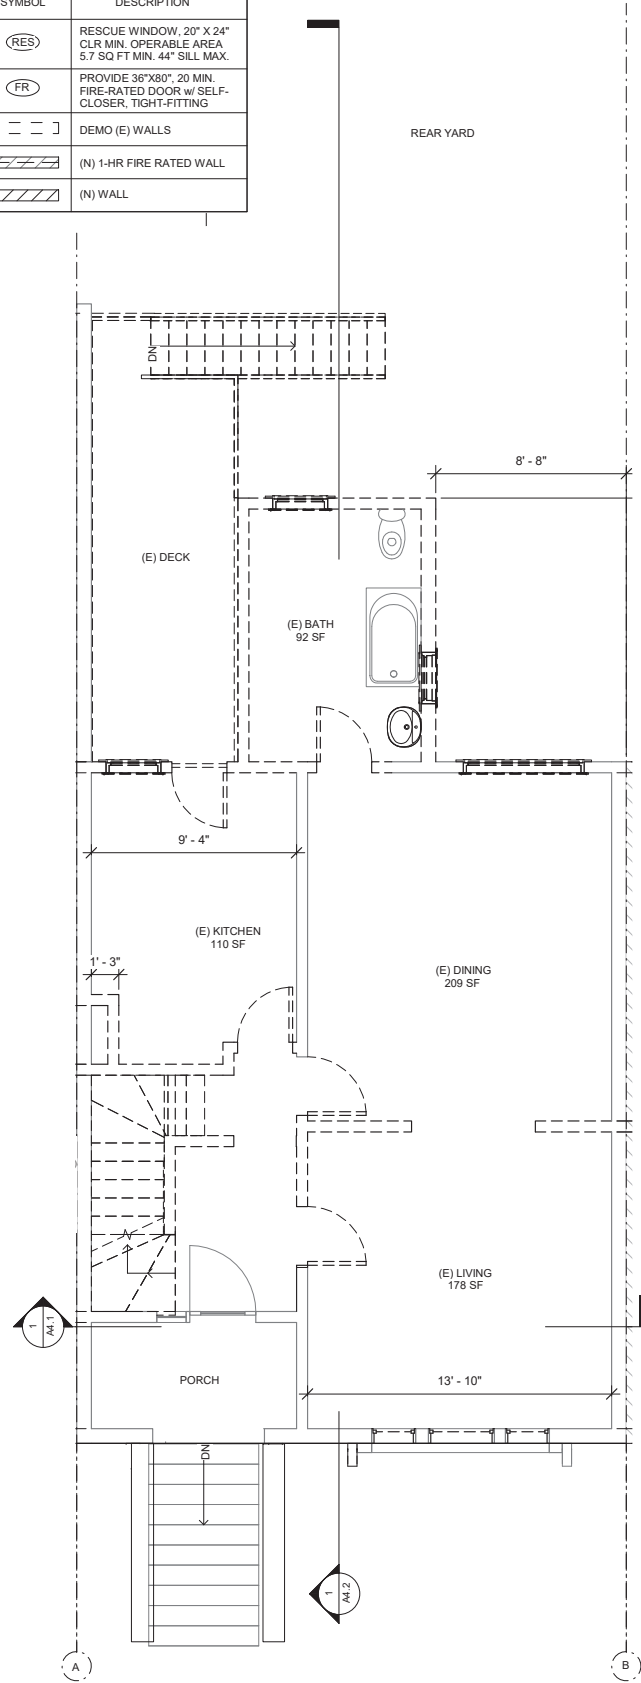 SYMBOL DESCRIPTION
RES RESCUE WINDOW, 20" X 24"
CLR MIN. OPERABLE AREA
5.7 SQ FT MIN. 44" SILL MAX.
FR PROVIDE 36"X80", 20 MIN.
FIRE-RATED DOOR w/ SELF-
CLOSER, TIGHT-FITTING
DEMO (E) WALLS
(N) 1-HR FIRE RATED WALL
(N) WALL
REAR YARD
DN
8' - 8"
(E) DECK
(E) BATH
92 SF
9' - 4"
(E) KITCHEN
110 SF
1' - 3"
(E) DINING
209 SF
(E) LIVING
178 SF
1
A4.1
PORCH
13' - 10"
DN
1
A4.2
A
B